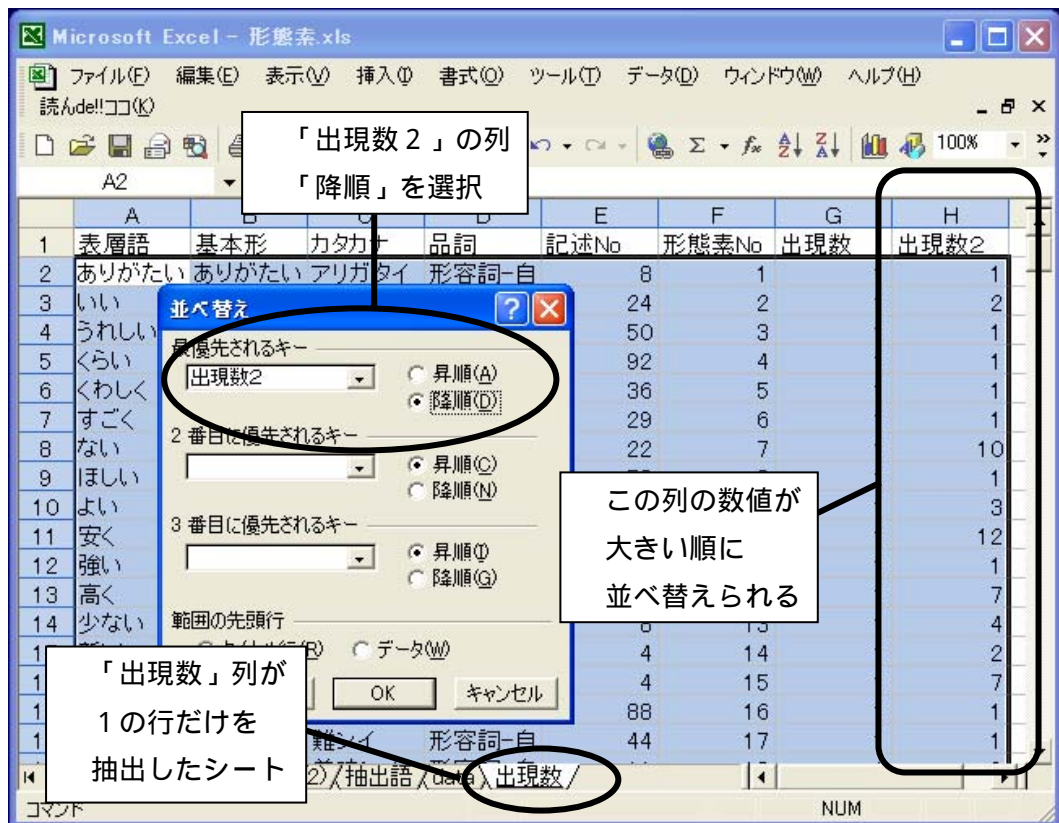 Microsoft Excel - 形態素.xls
ファイル(F) 編集(E) 表示(V) 挿入(I) 書式(O) ツール(T) データ(D) ウィンドウ(W) ヘルプ(H)
読んde!!ココ(K)
100%
「出現数２」の列
「降順」を選択
A2
A B C D E F G H
1 表層語 基本形 カタカナ 品詞 記述No 形態素No 出現数 出現数2
2 ありがたい ありがたい アリガタイ 形容詞-自 8 1 1
3 いい 24 2 2
4 うれしい 50 3 1
5 くらい 92 4 1
6 くわしく 36 5 1
7 すごく 29 6 1
8 ない 22 7 10
9 ほしい 1
10 よい 3
11 安く 12
12 強い 1
13 高く 7
14 少ない 8 13 4
4 14 2
4 15 7
88 16 1
難シイ 形容詞-自 44 17 1
並べ替え
最優先されるキー
出現数2
昇順(A)
降順(D)
2 番目に優先されるキー
昇順(C)
降順(N)
3 番目に優先されるキー
昇順(I)
降順(G)
範囲の先頭行
データ(W)
OK キャンセル
この列の数値が
大きい順に
並べ替えられる
「出現数」列が
１の行だけを
抽出したシート
2) 抽出語 data 出現数
コマンド NUM